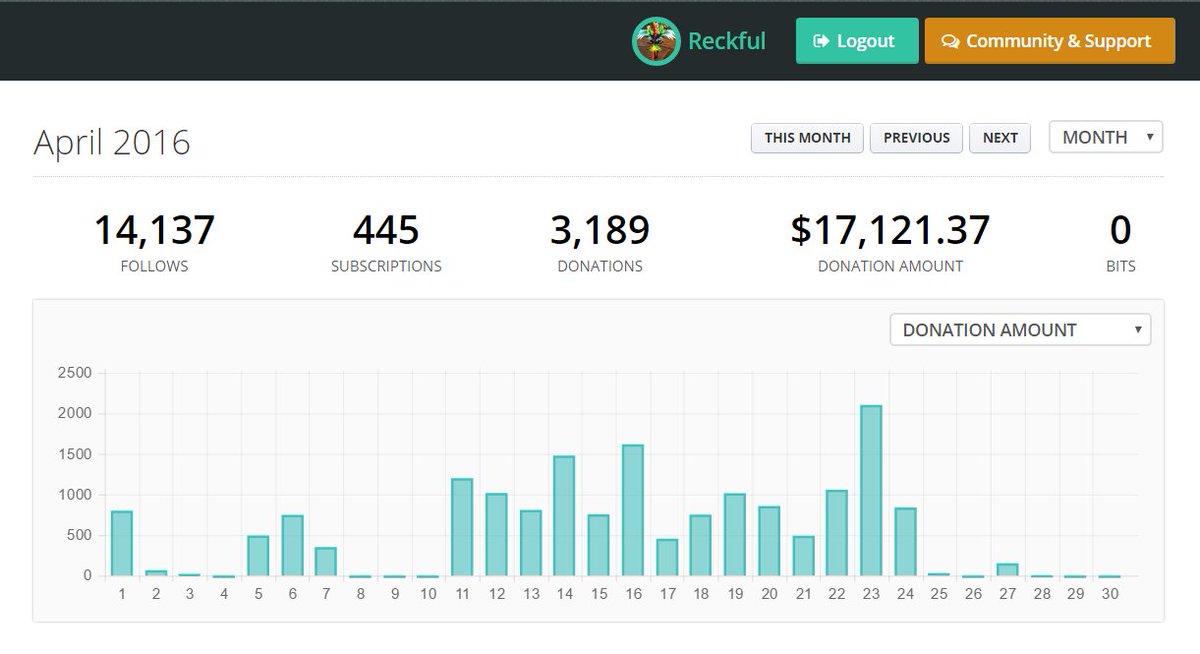 Reckful Logout Community & Support
April 2016 THIS MONTH PREVIOUS NEXT MONTH
14,137 445 3,189 $17,121.37 0
FOLLOWS SUBSCRIPTIONS DONATIONS DONATION AMOUNT BITS
DONATION AMOUNT
2500
2000
1500
1000
500
0
1 2 3 4 5 6 7 8 9 10 11 12 13 14 15 16 17 18 19 20 21 22 23 24 25 26 27 28 29 30